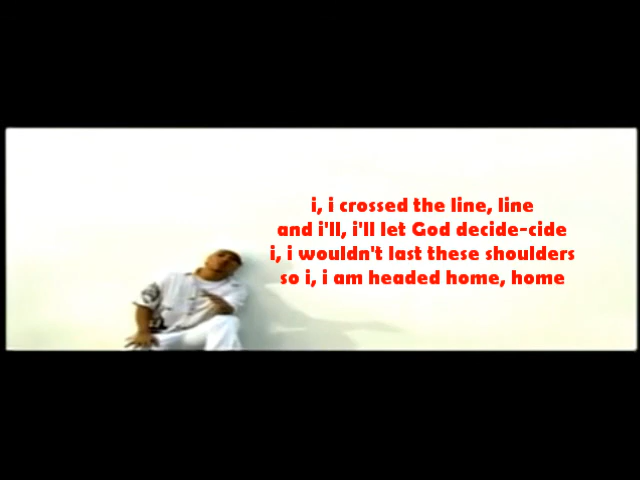 i, i crossed the line, line
and i'll, i'll let God decide-cide
i, i wouldn't last these shoulders
so i, i am headed home, home